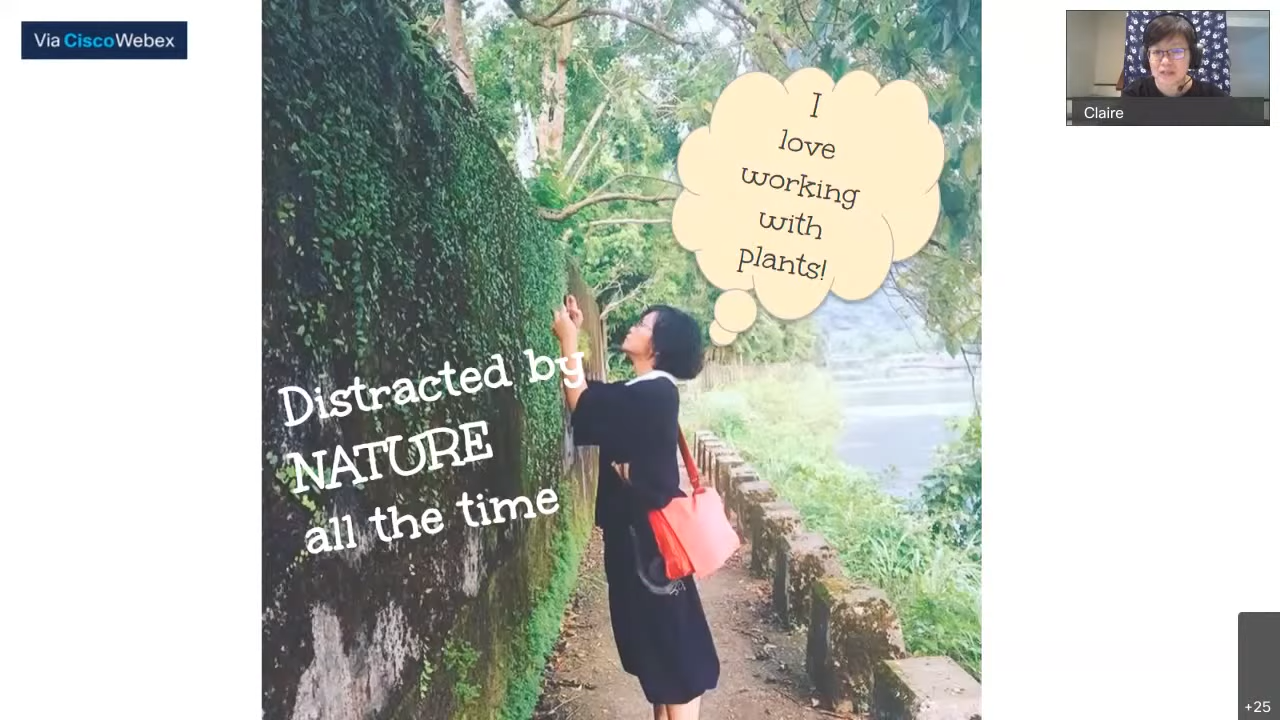 Via CiscoWebex
Claire
I
love
working
with
plants!
Distracted by
NATURE
all the time
+25